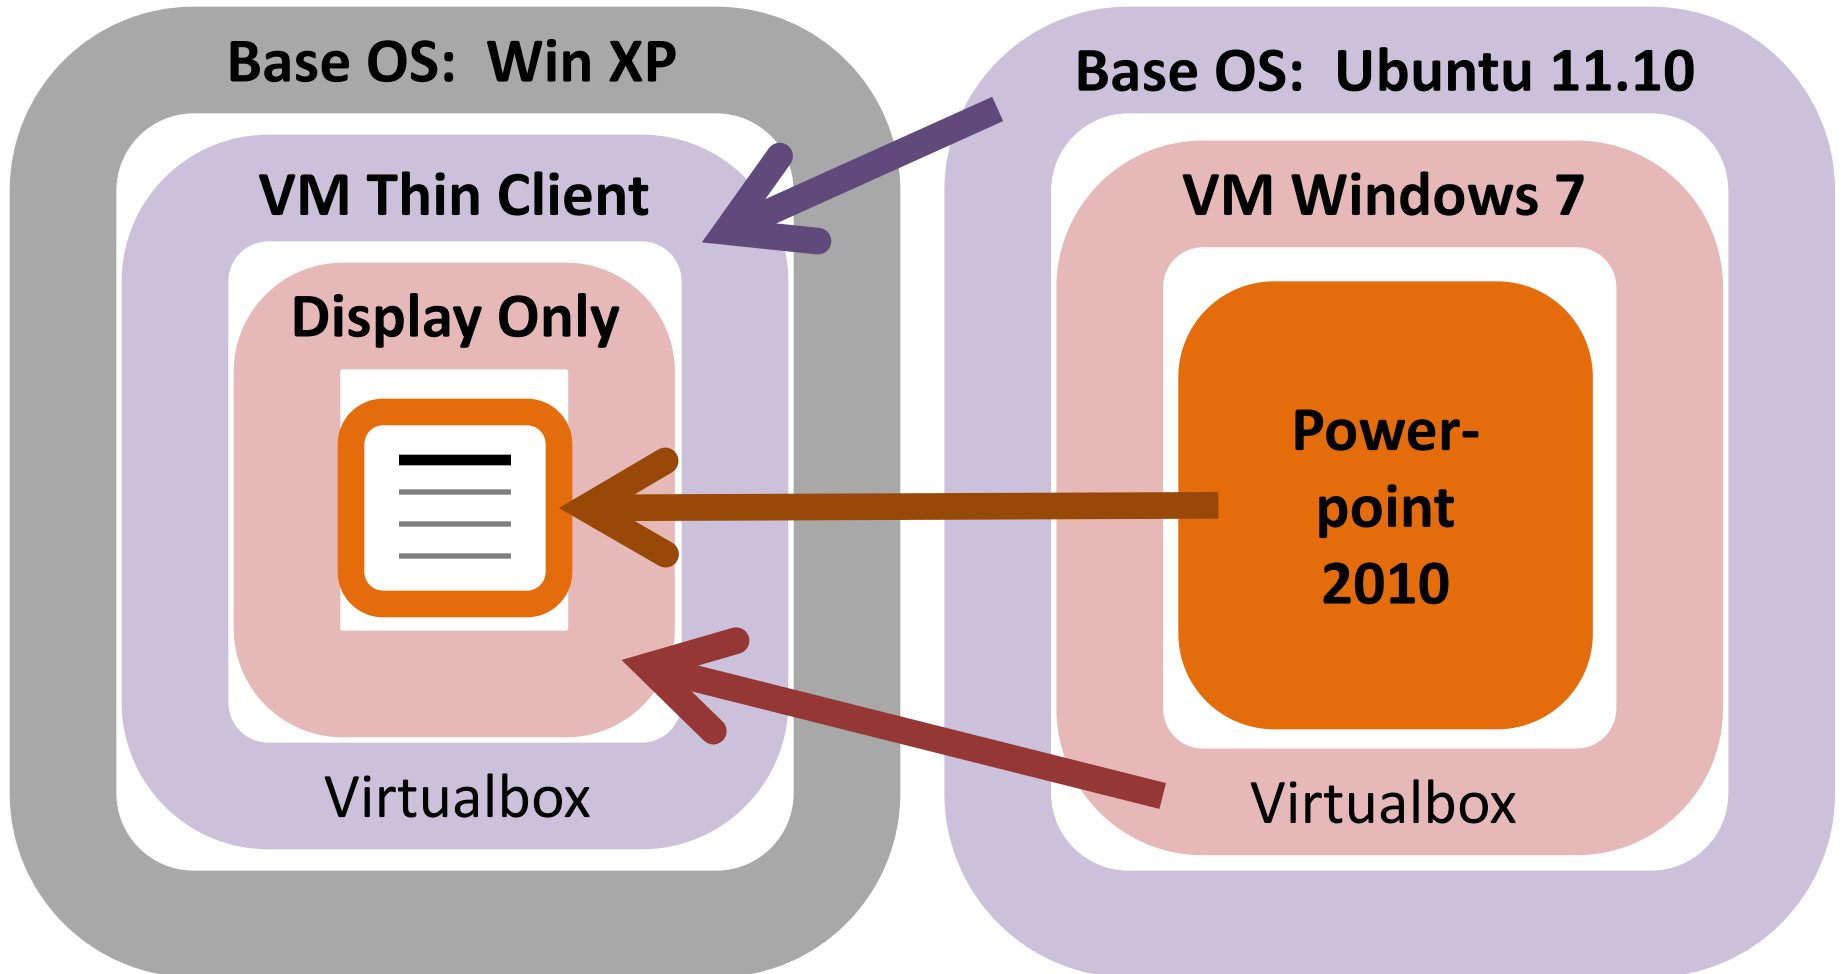 Base OS:  Win XP
VM Thin Client
Display Only
Virtualbox
Base OS:  Ubuntu 11.10
VM Windows 7
Power-
point
2010
Virtualbox